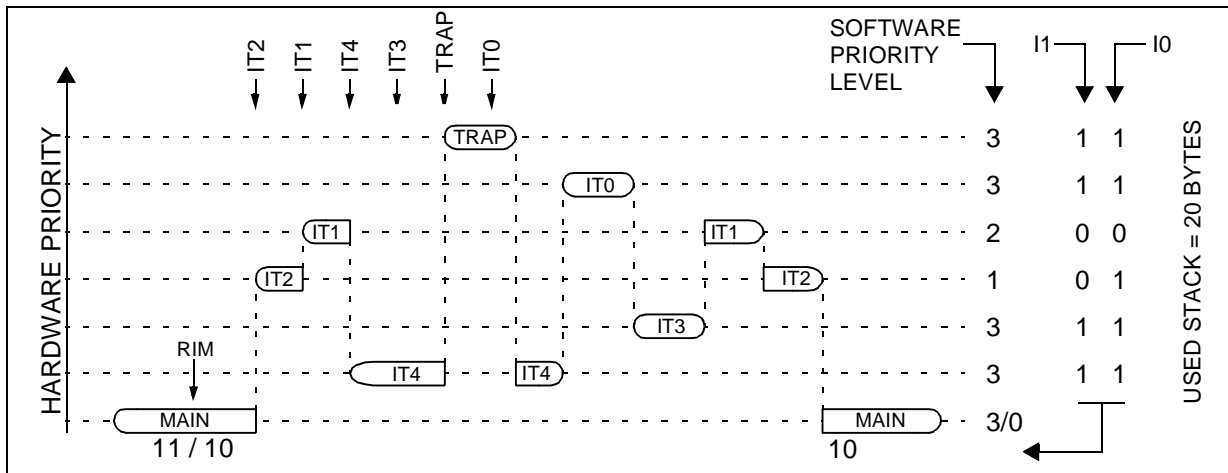 IT2
IT1
IT4
IT3
TRAP
IT0
SOFTWARE
PRIORITY
LEVEL
I1
I0
HARDWARE PRIORITY
TRAP
3
1 1
IT0
3
1 1
IT1
IT1
2
0 0
IT2
IT2
1
0 1
IT3
3
1 1
RIM
IT4
IT4
3
1 1
MAIN
MAIN
3/0
11 / 10
10
USED STACK = 20 BYTES